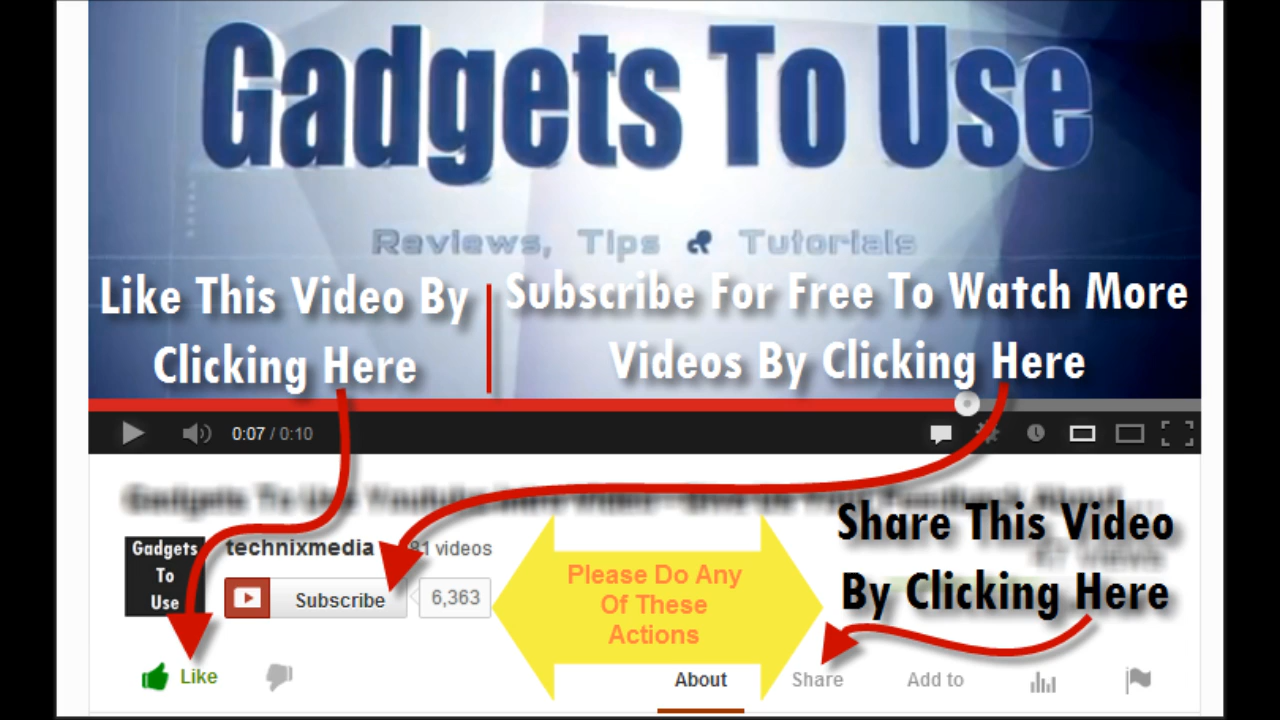 Gadgets To Use
Reviews, Tips & Tutorials
Like This Video By
Clicking Here
Subscribe For Free To Watch More
Videos By Clicking Here
0:07 / 0:10
Gadgets
To
Use
technixmedia
81 videos
Subscribe
6,363
Please Do Any
Of These
Actions
Share This Video
By Clicking Here
Like
About
Share
Add to